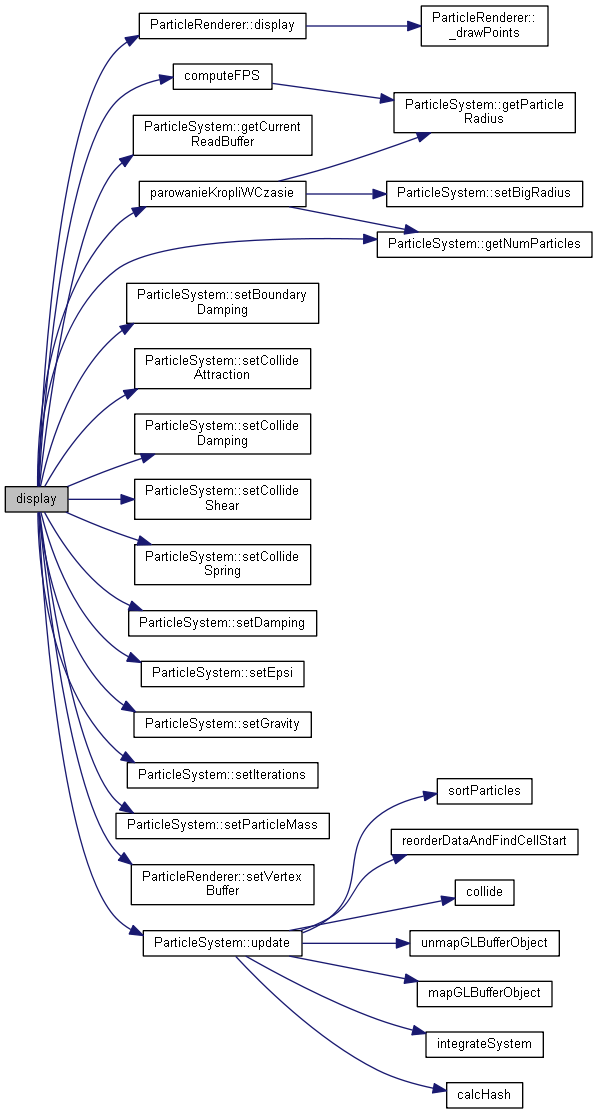 ParticleRenderer::display
ParticleRenderer::
_drawPoints
computeFPS
ParticleSystem::getParticle
Radius
ParticleSystem::getCurrent
ReadBuffer
parowanieKropliWCzasie
ParticleSystem::setBigRadius
ParticleSystem::getNumParticles
ParticleSystem::setBoundary
Damping
ParticleSystem::setCollide
Attraction
ParticleSystem::setCollide
Damping
display
ParticleSystem::setCollide
Shear
ParticleSystem::setCollide
Spring
ParticleSystem::setDamping
ParticleSystem::setEpsi
ParticleSystem::setGravity
ParticleSystem::setIterations
ParticleSystem::setParticleMass
ParticleRenderer::setVertex
Buffer
ParticleSystem::update
sortParticles
reorderDataAndFindCellStart
collide
unmapGLBufferObject
mapGLBufferObject
integrateSystem
calcHash